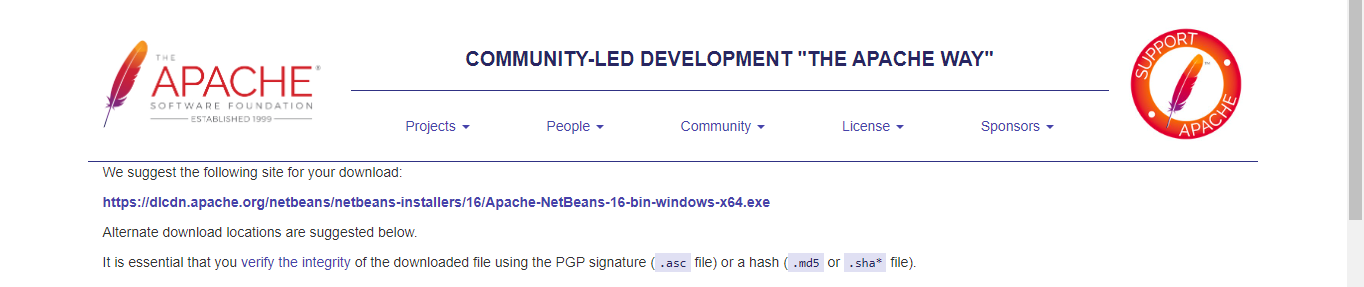 THE
APACHE®
SOFTWARE FOUNDATION
ESTABLISHED 1999
COMMUNITY-LED DEVELOPMENT "THE APACHE WAY"
SUPPORT
APACHE
Projects People Community License Sponsors
We suggest the following site for your download:
https://dlcdn.apache.org/netbeans/netbeans-installers/16/Apache-NetBeans-16-bin-windows-x64.exe
Alternate download locations are suggested below.
It is essential that you verify the integrity of the downloaded file using the PGP signature ( .asc file) or a hash ( .md5 or .sha* file).